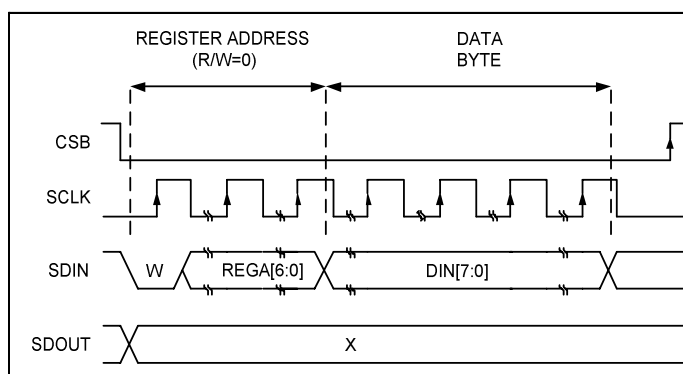 REGISTER ADDRESS
(R/W=0)
DATA
BYTE
CSB
SCLK
SDIN
W
REGA[6:0]
DIN[7:0]
SDOUT
X